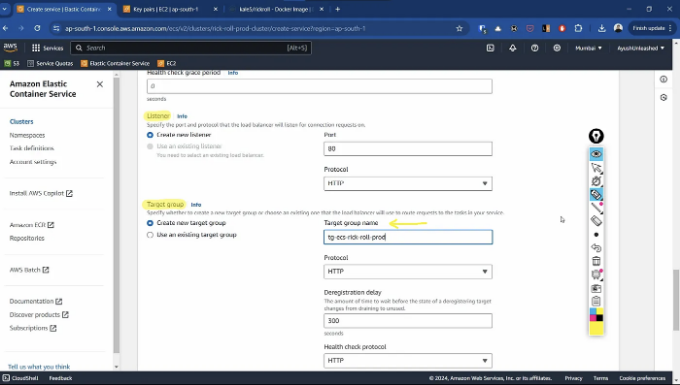 Create service | Elastic Contain
Key pairs | EC2 | ap-south-1
kale5/rickroll - Docker Image |
ap-south-1.console.aws.amazon.com/ecs/v2/clusters/rick-roll-prod-cluster/create-service?region=ap-south-1
Finish update
aws
Services
Search
[Alt+S]
Mumbai
AyushUnleashed
S3
Service Quotas
Elastic Container Service
EC2
Amazon Elastic
Container Service
Clusters
Namespaces
Task definitions
Account settings
Install AWS Copilot
Amazon ECR
Repositories
AWS Batch
Documentation
Discover products
Subscriptions
Tell us what you think
Health check grace period Info
0
seconds
Listener Info
Specify the port and protocol that the load balancer will listen for connection requests on.
Create new listener
Use an existing listener
You need to select an existing load balancer.
Port
80
Protocol
HTTP
Target group Info
Specify whether to create a new target group or choose an existing one that the load balancer will use to route requests to the tasks in your service.
Create new target group
Use an existing target group
Target group name
tg-ecs-rick-roll-prod
Protocol
HTTP
Deregistration delay
The amount of time to wait before the state of a deregistering target
changes from draining to unused.
300
seconds
Health check protocol
HTTP
CloudShell
Feedback
© 2024, Amazon Web Services, Inc. or its affiliates.
Privacy
Terms
Cookie preferences